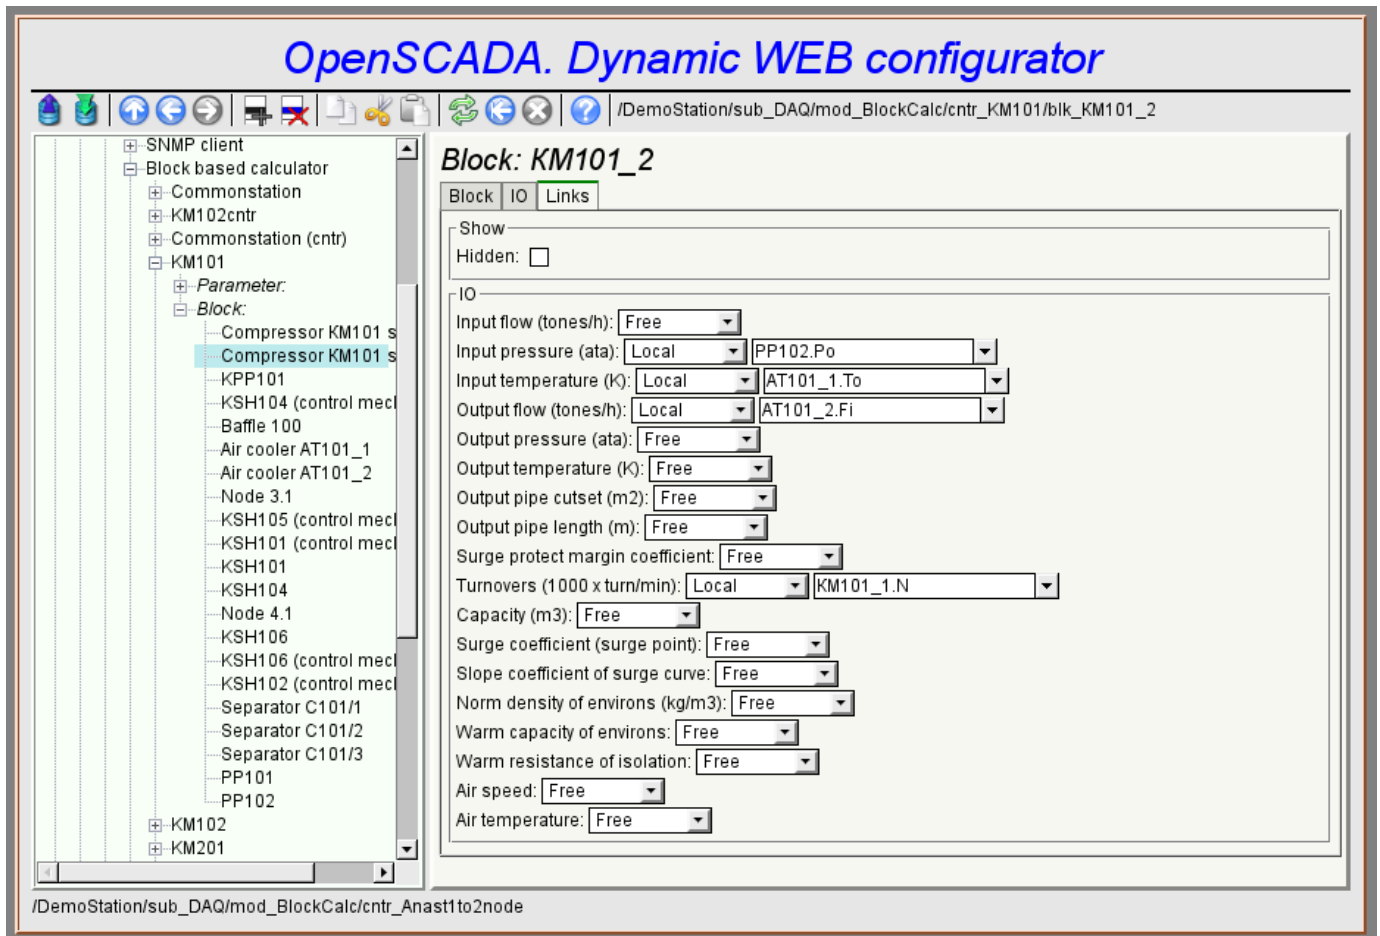 OpenSCADA. Dynamic WEB configurator
/DemoStation/sub_DAQ/mod_BlockCalc/cntr_KM101/blk_KM101_2
SNMP client
Block based calculator
Commonstation
KM102cntr
Commonstation (cntr)
KM101
Parameter:
Block:
Compressor KM101 s
Compressor KM101 s
KPP101
KSH104 (control mecl
Baffle 100
Air cooler AT101_1
Air cooler AT101_2
Node 3.1
KSH105 (control mecl
KSH101 (control mecl
KSH101
KSH104
Node 4.1
KSH106
KSH106 (control mecl
KSH102 (control mecl
Separator C101/1
Separator C101/2
Separator C101/3
PP101
PP102
KM102
KM201
Block: KM101_2
Block IO Links
Show
Hidden:
IO
Input flow (tones/h): Free
Input pressure (ata): Local PP102.Po
Input temperature (K): Local AT101_1.To
Output flow (tones/h): Local AT101_2.Fi
Output pressure (ata): Free
Output temperature (K): Free
Output pipe cutset (m2): Free
Output pipe length (m): Free
Surge protect margin coefficient: Free
Turnovers (1000 x turn/min): Local KM101_1.N
Capacity (m3): Free
Surge coefficient (surge point): Free
Slope coefficient of surge curve: Free
Norm density of environs (kg/m3): Free
Warm capacity of environs: Free
Warm resistance of isolation: Free
Air speed: Free
Air temperature: Free
/DemoStation/sub_DAQ/mod_BlockCalc/cntr_Anast1to2node